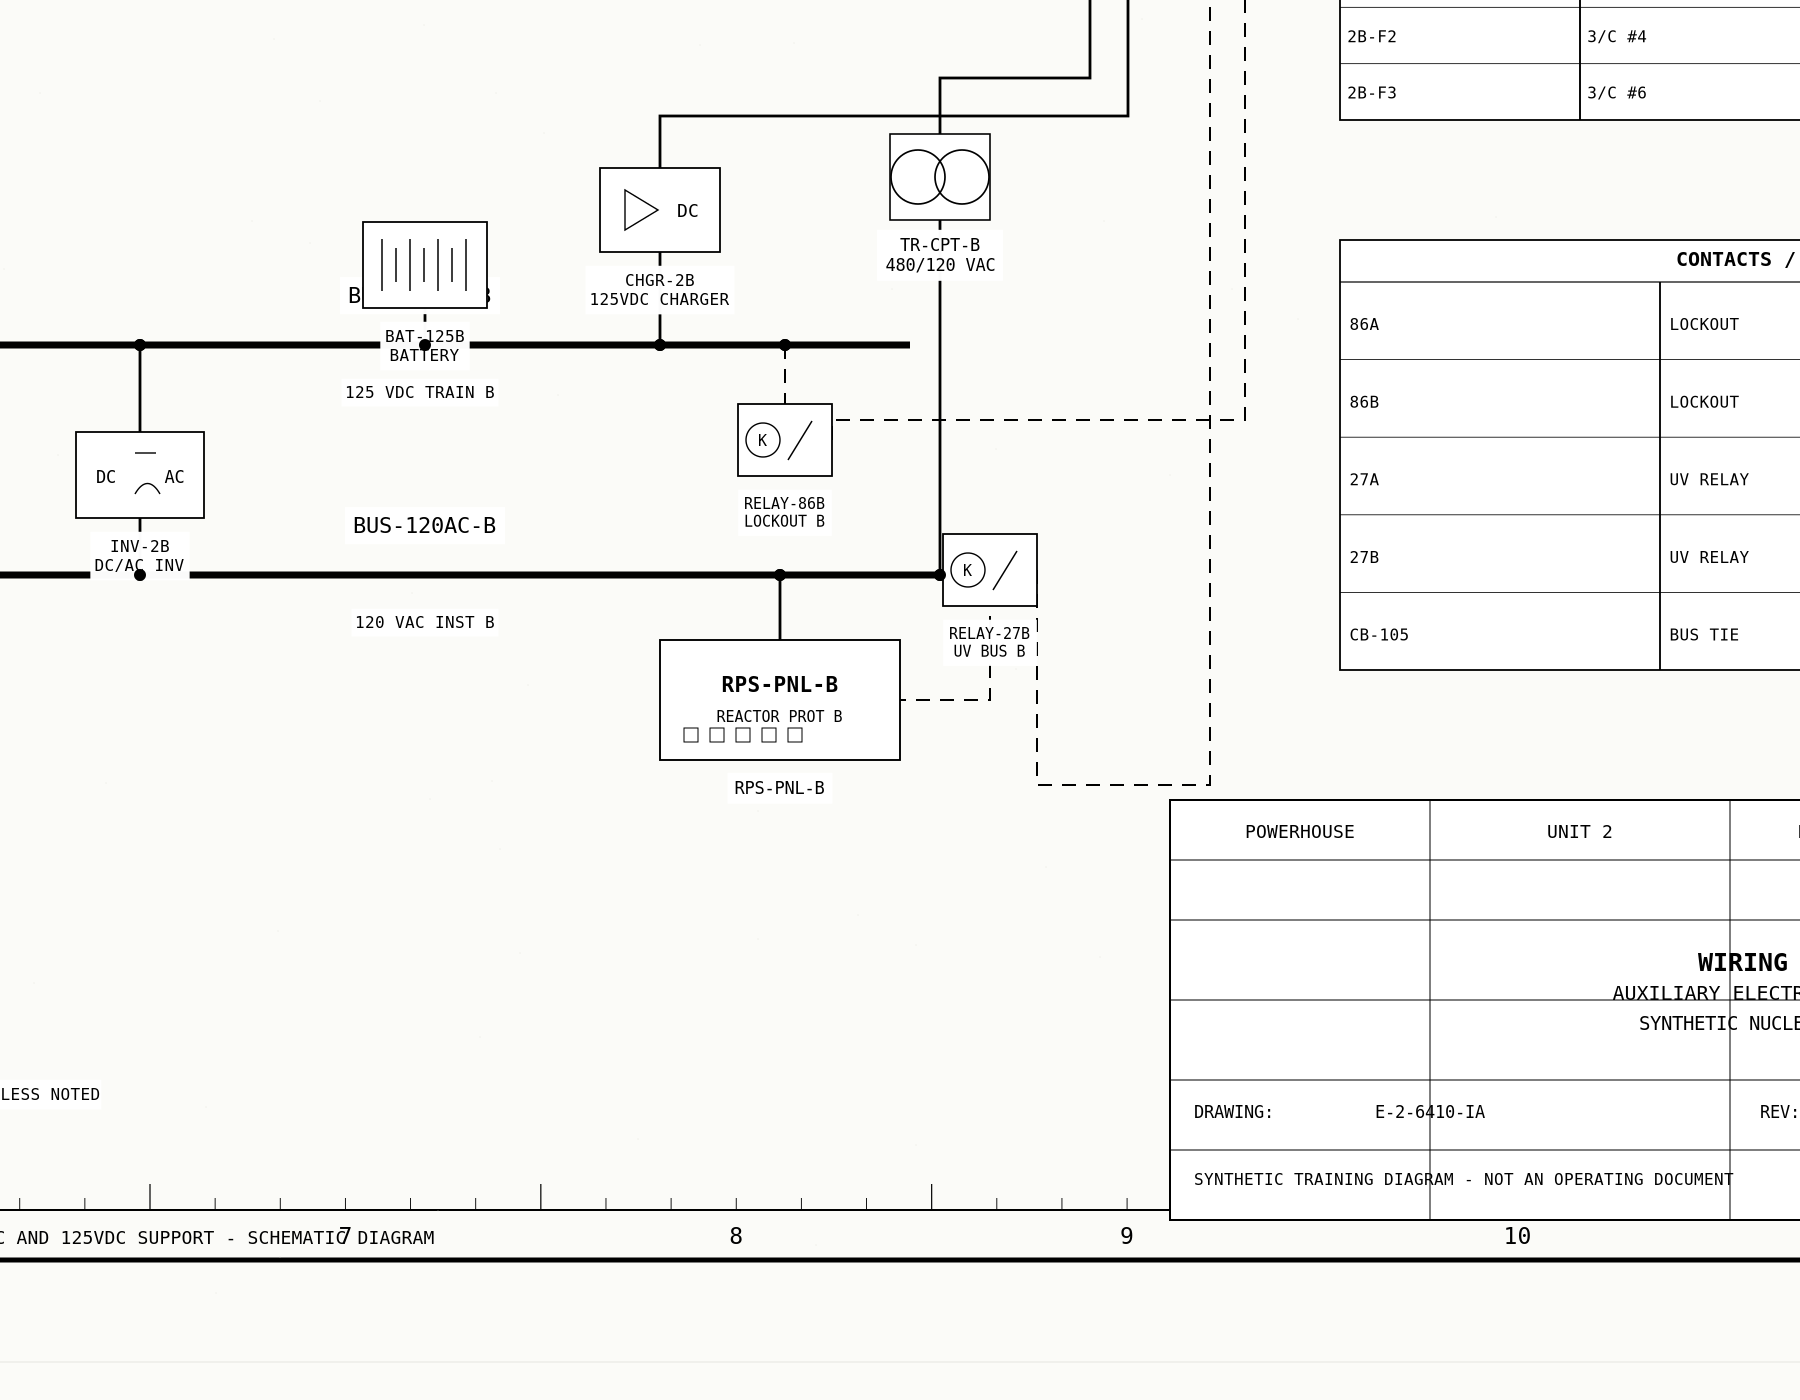 2B-F2 3/C #4
2B-F3 3/C #6
DC
TR-CPT-B
480/120 VAC
CONTACTS /
CHGR-2B
125VDC CHARGER
BAT-125B
BATTERY
125 VDC TRAIN B
86A LOCKOUT
86B LOCKOUT
27A UV RELAY
27B UV RELAY
CB-105 BUS TIE
K
RELAY-86B
LOCKOUT B
DC AC
INV-2B
DC/AC INV
BUS-120AC-B
120 VAC INST B
K
RELAY-27B
UV BUS B
RPS-PNL-B
REACTOR PROT B
RPS-PNL-B
POWERHOUSE UNIT 2
WIRING
AUXILIARY ELECTR
SYNTHETIC NUCLE
LESS NOTED
DRAWING: E-2-6410-IA REV:
SYNTHETIC TRAINING DIAGRAM - NOT AN OPERATING DOCUMENT
C AND 125VDC SUPPORT - SCHEMATIC DIAGRAM
7 8 9 10